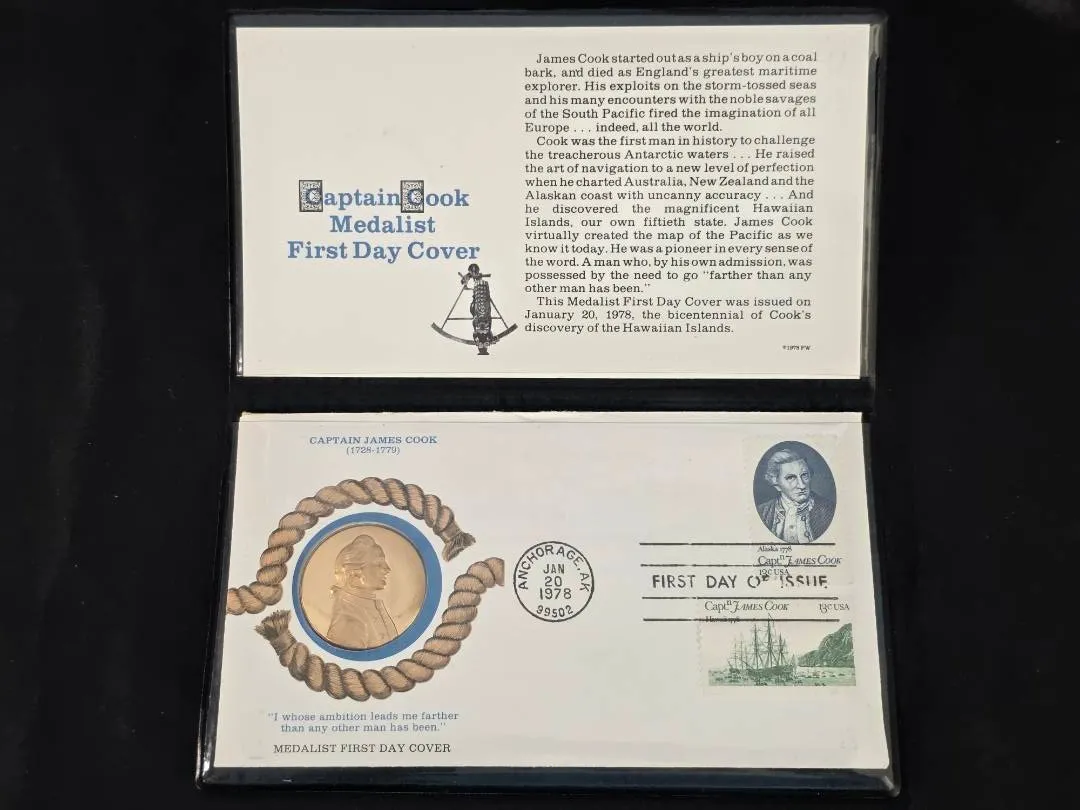 Captain Cook
Medalist
First Day Cover
James Cook started out as a ship's boy on a coal
bark, and died as England's greatest maritime
explorer. His exploits on the storm-tossed seas
and his many encounters with the noble savages
of the South Pacific fired the imagination of all
Europe . . . indeed, all the world.
Cook was the first man in history to challenge
the treacherous Antarctic waters . . . He raised
the art of navigation to a new level of perfection
when he charted Australia, New Zealand and the
Alaskan coast with uncanny accuracy . . . And
he discovered the magnificent Hawaiian
Islands, our own fiftieth state. James Cook
virtually created the map of the Pacific as we
know it today. He was a pioneer in every sense of
the word. A man who, by his own admission, was
possessed by the need to go "farther than any
other man has been."
This Medalist First Day Cover was issued on
January 20, 1978, the bicentennial of Cook's
discovery of the Hawaiian Islands.
©1978 FW
CAPTAIN JAMES COOK
(1728-1779)
ANCHORAGE, AK
JAN
20
1978
99502
Alaska 1778
Captn JAMES COOK
13c USA
FIRST DAY OF ISSUE
Captn JAMES COOK 13c USA
Hawaii 1778
"I whose ambition leads me farther
than any other man has been."
MEDALIST FIRST DAY COVER